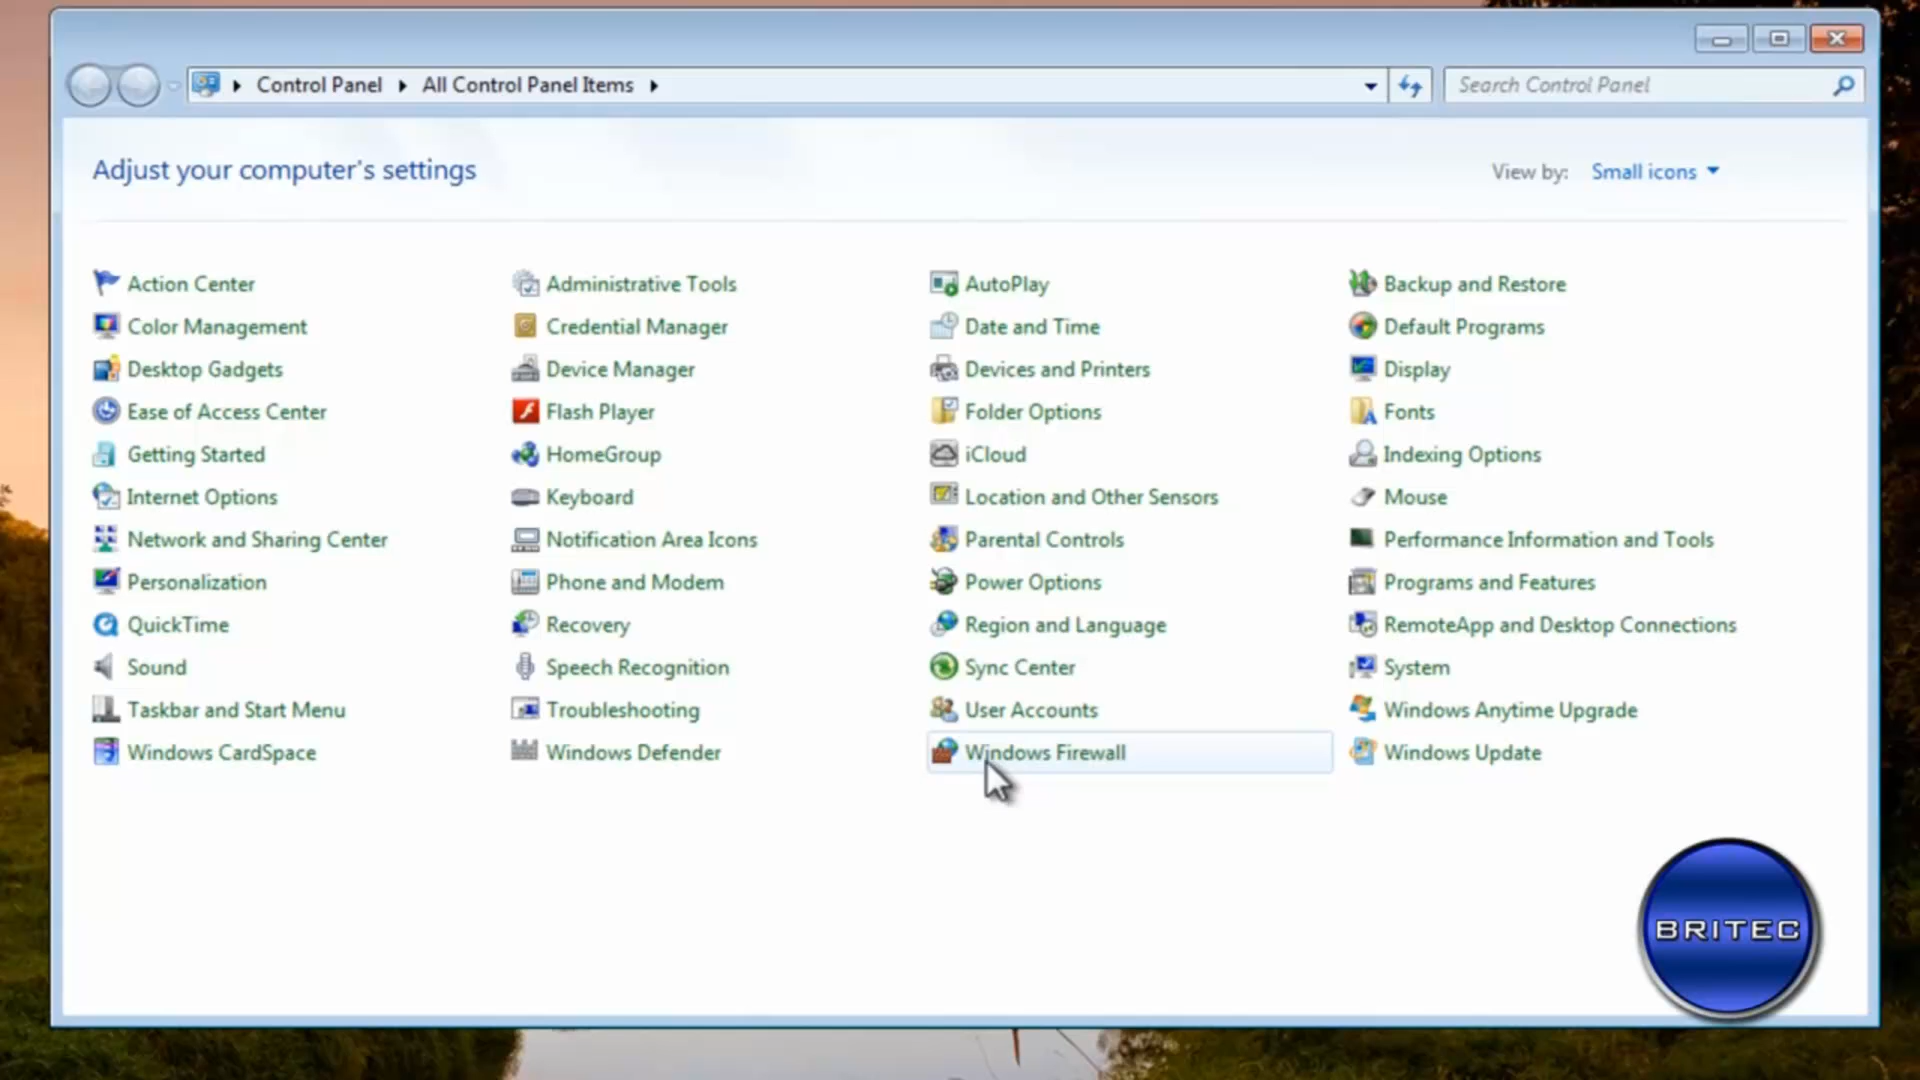 Control Panel All Control Panel Items
Search Control Panel
Adjust your computer's settings
View by: Small icons
Action Center Administrative Tools AutoPlay Backup and Restore
Color Management Credential Manager Date and Time Default Programs
Desktop Gadgets Device Manager Devices and Printers Display
Ease of Access Center Flash Player Folder Options Fonts
Getting Started HomeGroup iCloud Indexing Options
Internet Options Keyboard Location and Other Sensors Mouse
Network and Sharing Center Notification Area Icons Parental Controls Performance Information and Tools
Personalization Phone and Modem Power Options Programs and Features
QuickTime Recovery Region and Language RemoteApp and Desktop Connections
Sound Speech Recognition Sync Center System
Taskbar and Start Menu Troubleshooting User Accounts Windows Anytime Upgrade
Windows CardSpace Windows Defender Windows Firewall Windows Update
BRITEC